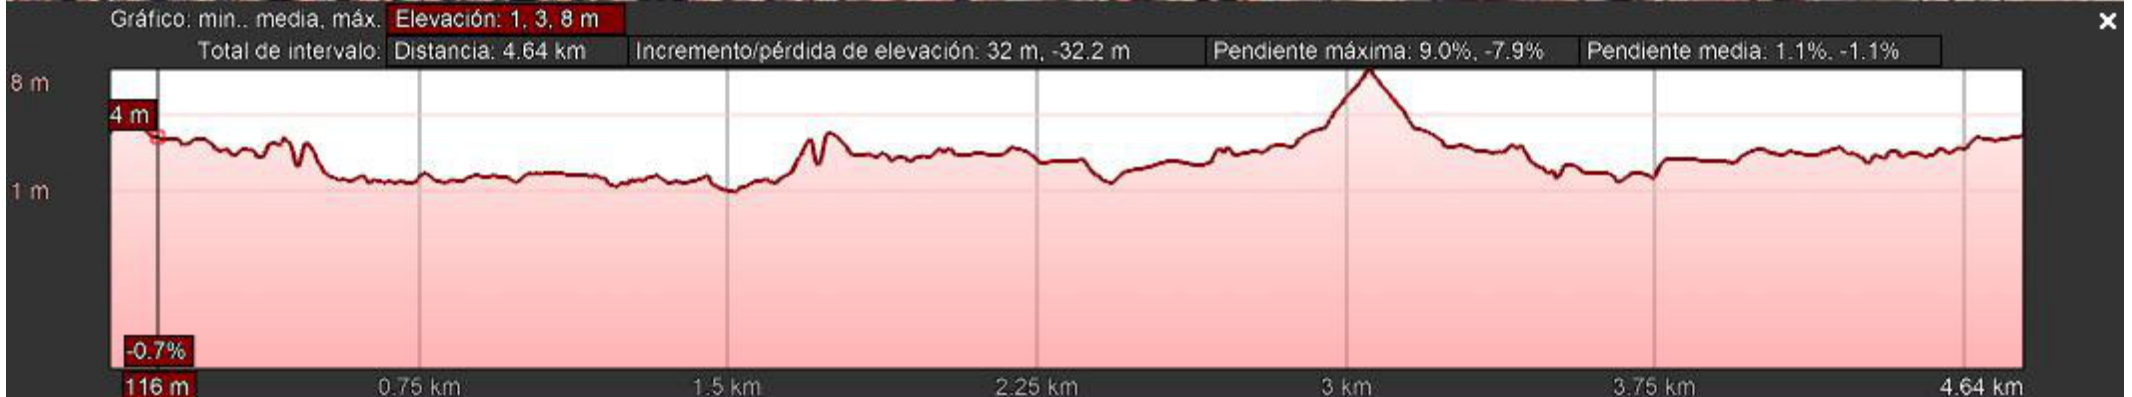 Gráfico: min.. media, máx. Elevación: 1, 3, 8 m
Total de intervalo: Distancia: 4.64 km Incremento/pérdida de elevación: 32 m, -32.2 m Pendiente máxima: 9.0%, -7.9% Pendiente media: 1.1%, -1.1%
8 m
4 m
1 m
-0.7%
116 m 0.75 km 1.5 km 2.25 km 3 km 3.75 km 4.64 km